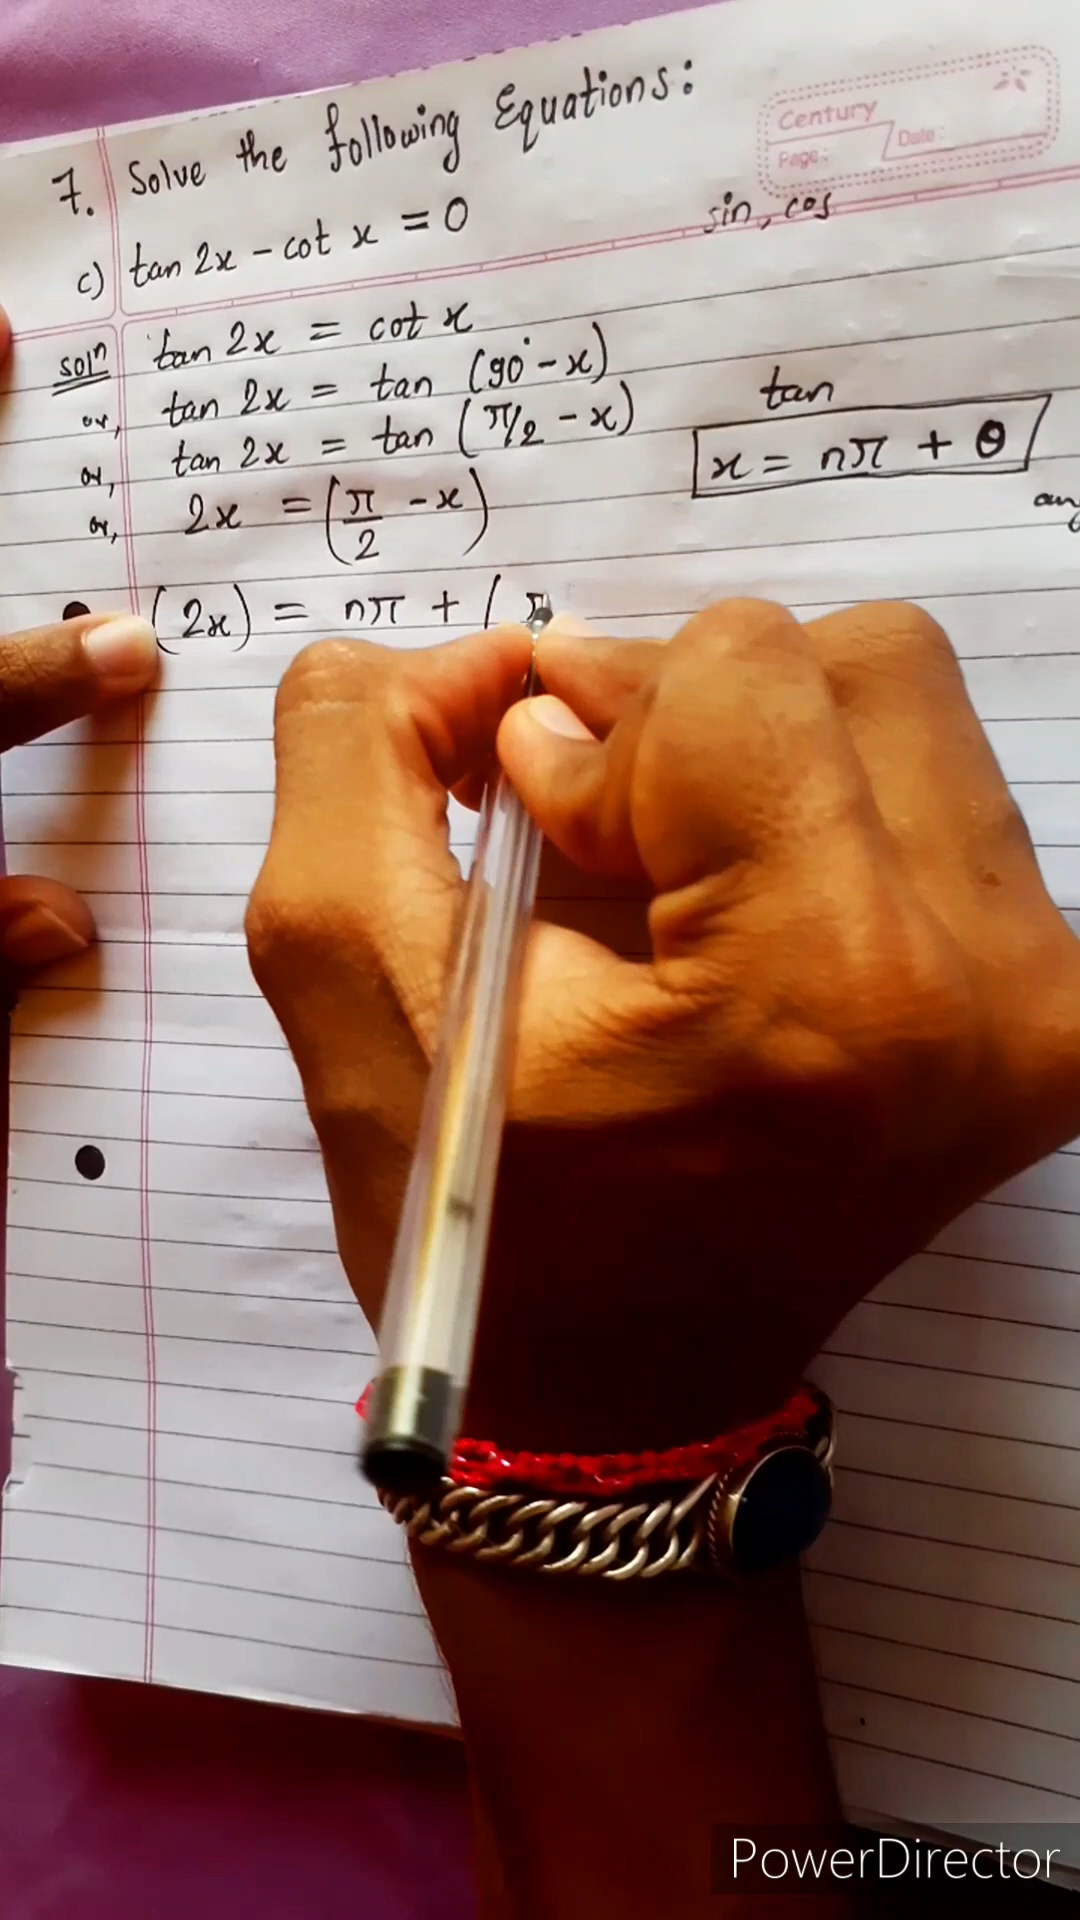 Century
Page: Date:
7. Solve the following Equations:
c) tan 2x - cot x = 0
sin, cos
solⁿ tan 2x = cot x
or, tan 2x = tan (90° - x)
or, tan 2x = tan (π/2 - x)
or, 2x = (π/2 - x)
tan
x = nπ + θ
(2x) = nπ + ( π
PowerDirector